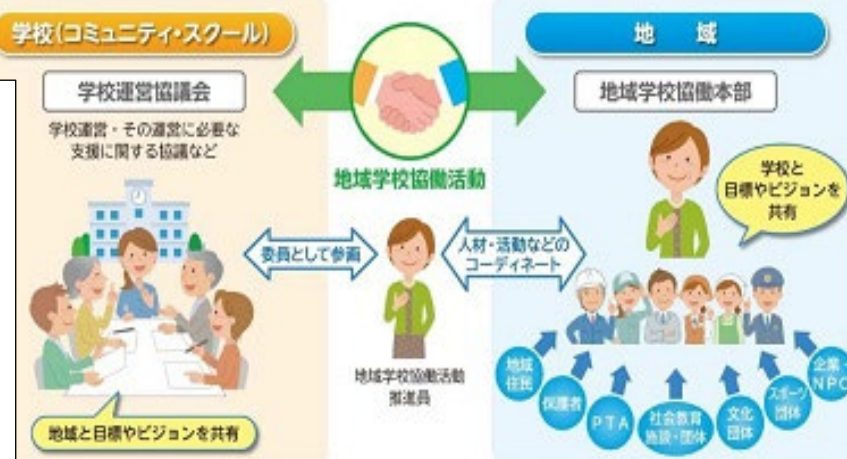 学校(コミュニティ・スクール)
学校運営協議会
学校運営・その運営に必要な
支援に関する協議など
地域と目標やビジョンを共有
地域学校協働活動
委員として参画
地域学校協働活動
推進員
人材・活動などの
コーディネート
地 域
地域学校協働本部
学校と
目標やビジョンを
共有
地域
住民
保護者
PTA
社会教育
施設・団体
文化
団体
スポーツ
団体
企業・
NPO